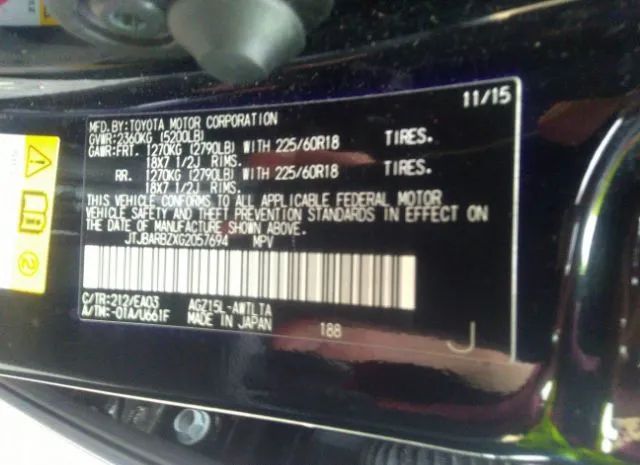 11/15
MFD.BY:TOYOTA MOTOR CORPORATION
GVWR:2360KG (5200LB)
GAWR:FRT. 1270KG (2790LB) WITH 225/60R18 TIRES.
18X7 1/2J RIMS.
RR. 1270KG (2790LB) WITH 225/60R18 TIRES.
18X7 1/2J RIMS.
THIS VEHICLE CONFORMS TO ALL APPLICABLE FEDERAL MOTOR
VEHICLE SAFETY AND THEFT PREVENTION STANDARDS IN EFFECT ON
THE DATE OF MANUFACTURE SHOWN ABOVE.
JTJBARBZXG2057694 MPV
C/TR:212/EA03 AGZ15L-AWTLTA
A/TM:-01A/U661F MADE IN JAPAN 188
J
2